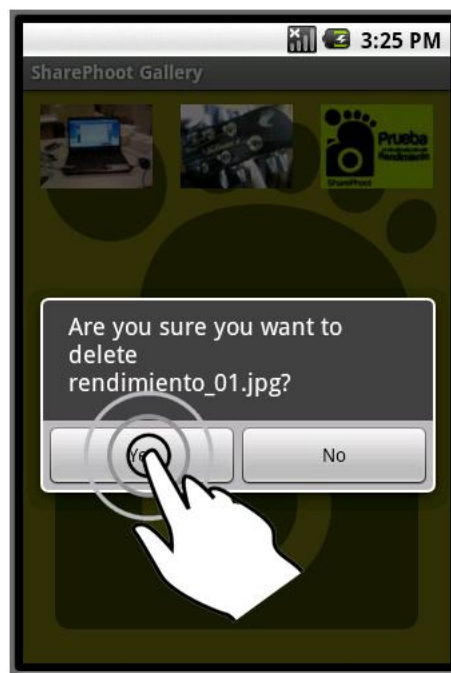 3:25 PM
SharePhoot Gallery
Prueba
Rendimiento
SharePhoot
Are you sure you want to
delete
rendimiento_01.jpg?
No